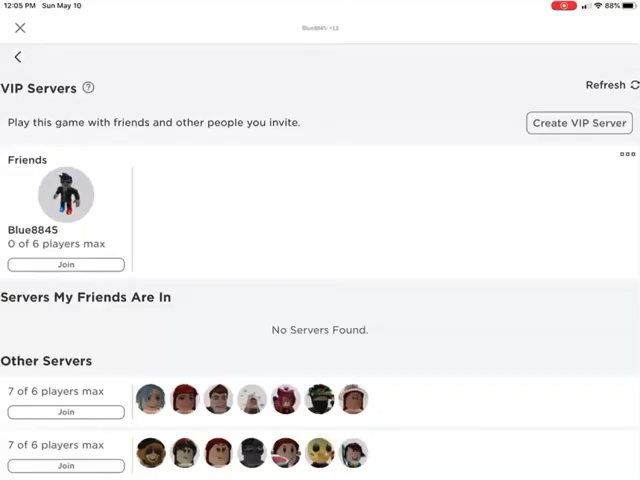 12:05 PM Sun May 10
88%
Blue8845: +13
VIP Servers
Refresh
Play this game with friends and other people you invite.
Create VIP Server
Friends
Blue8845
0 of 6 players max
Join
Servers My Friends Are In
No Servers Found.
Other Servers
7 of 6 players max
Join
7 of 6 players max
Join